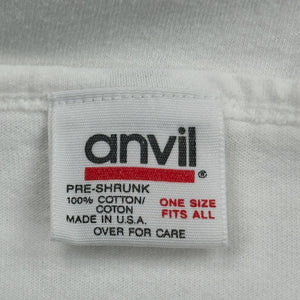 anvil®
PRE-SHRUNK
100% COTTON/
COTON
MADE IN U.S.A.
ONE SIZE
FITS ALL
OVER FOR CARE